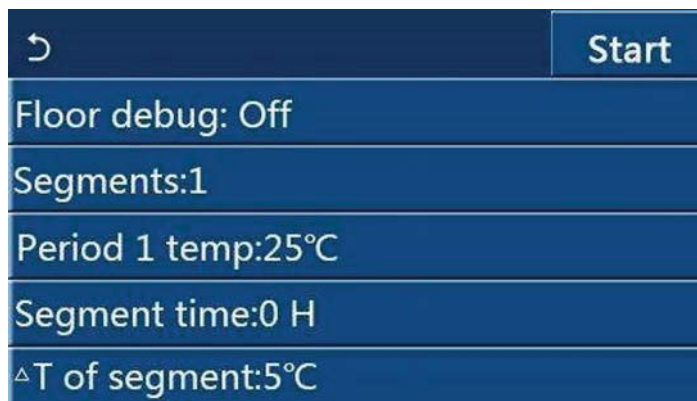 Start
Floor debug: Off
Segments:1
Period 1 temp:25℃
Segment time:0 H
△T of segment:5℃